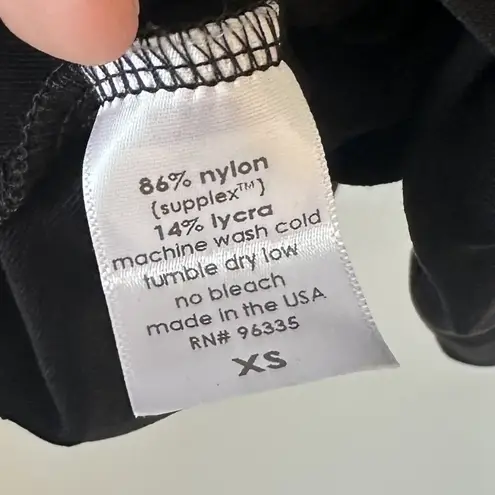 86% nylon
(supplex™)
14% lycra
machine wash cold
tumble dry low
no bleach
made in the USA
RN# 96335
XS